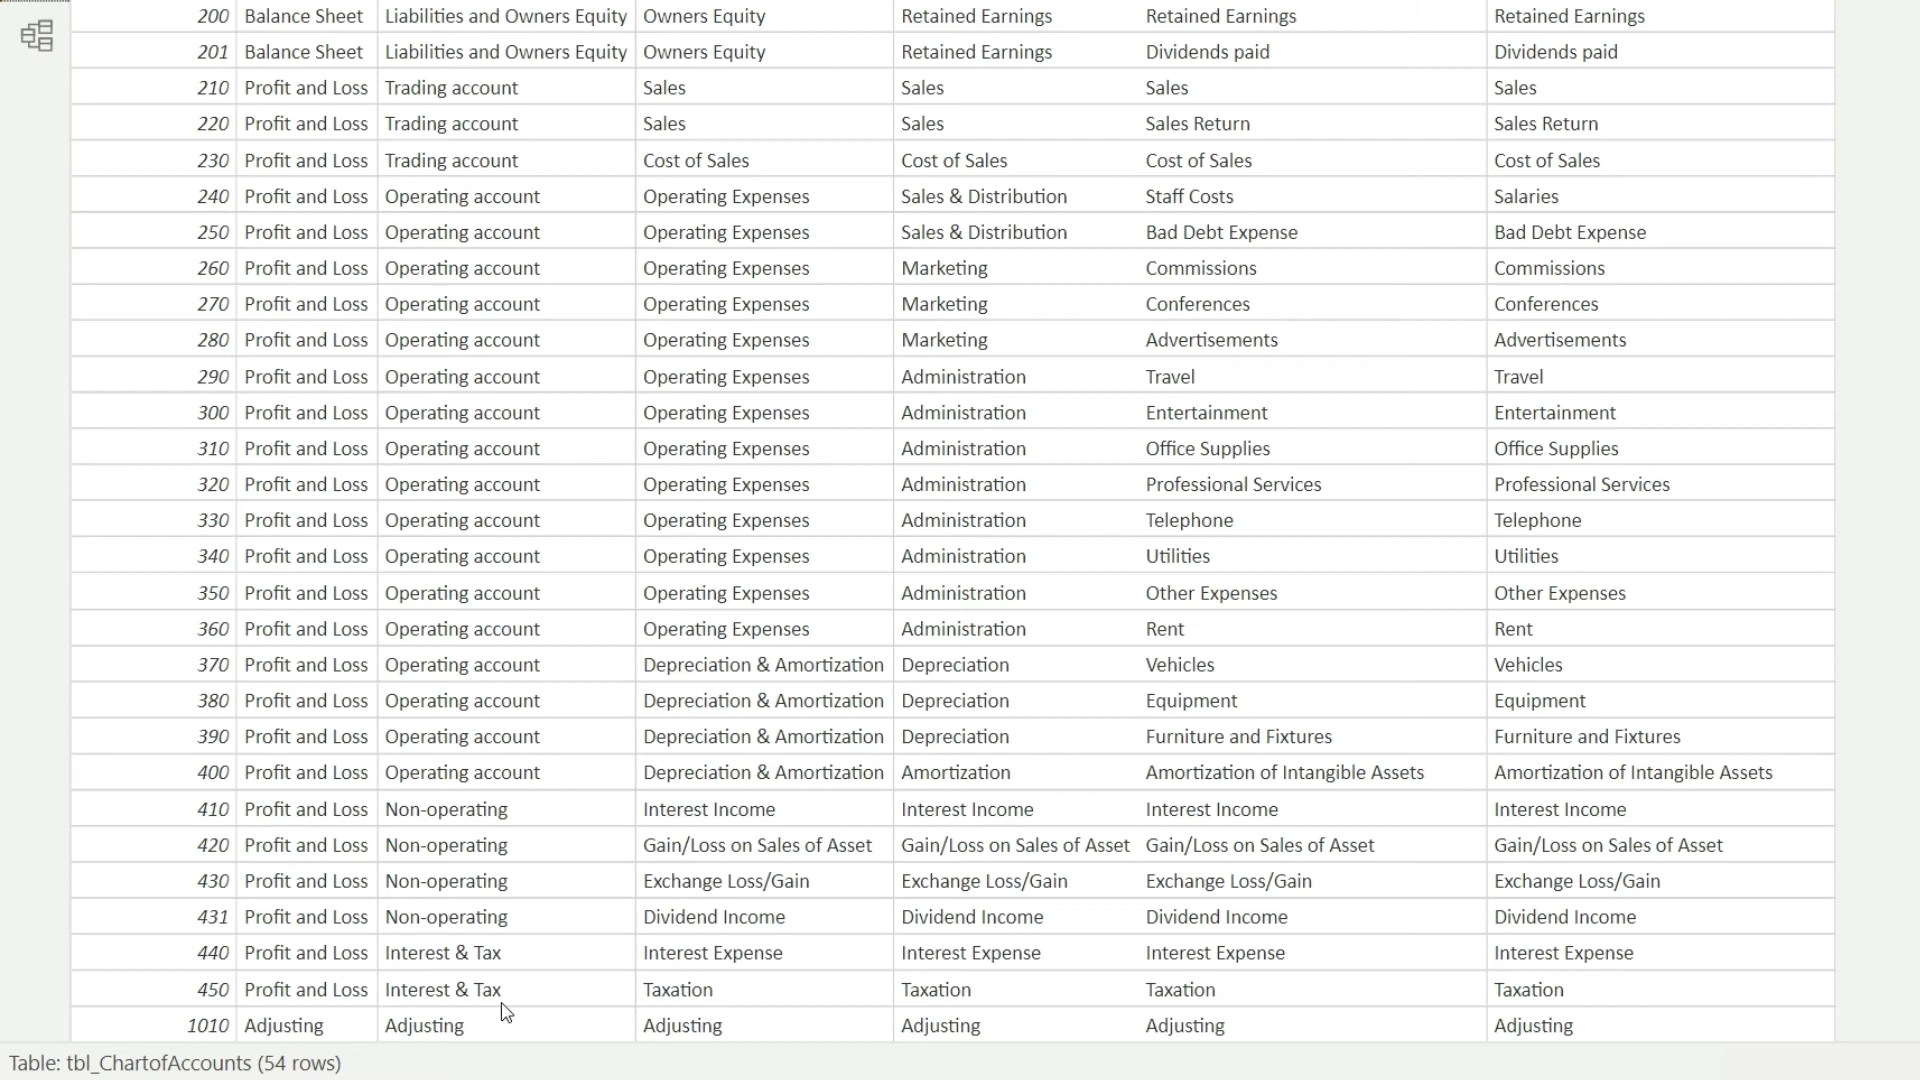 200 Balance Sheet Liabilities and Owners Equity Owners Equity Retained Earnings Retained Earnings Retained Earnings
201 Balance Sheet Liabilities and Owners Equity Owners Equity Retained Earnings Dividends paid Dividends paid
210 Profit and Loss Trading account Sales Sales Sales Sales
220 Profit and Loss Trading account Sales Sales Sales Return Sales Return
230 Profit and Loss Trading account Cost of Sales Cost of Sales Cost of Sales Cost of Sales
240 Profit and Loss Operating account Operating Expenses Sales & Distribution Staff Costs Salaries
250 Profit and Loss Operating account Operating Expenses Sales & Distribution Bad Debt Expense Bad Debt Expense
260 Profit and Loss Operating account Operating Expenses Marketing Commissions Commissions
270 Profit and Loss Operating account Operating Expenses Marketing Conferences Conferences
280 Profit and Loss Operating account Operating Expenses Marketing Advertisements Advertisements
290 Profit and Loss Operating account Operating Expenses Administration Travel Travel
300 Profit and Loss Operating account Operating Expenses Administration Entertainment Entertainment
310 Profit and Loss Operating account Operating Expenses Administration Office Supplies Office Supplies
320 Profit and Loss Operating account Operating Expenses Administration Professional Services Professional Services
330 Profit and Loss Operating account Operating Expenses Administration Telephone Telephone
340 Profit and Loss Operating account Operating Expenses Administration Utilities Utilities
350 Profit and Loss Operating account Operating Expenses Administration Other Expenses Other Expenses
360 Profit and Loss Operating account Operating Expenses Administration Rent Rent
370 Profit and Loss Operating account Depreciation & Amortization Depreciation Vehicles Vehicles
380 Profit and Loss Operating account Depreciation & Amortization Depreciation Equipment Equipment
390 Profit and Loss Operating account Depreciation & Amortization Depreciation Furniture and Fixtures Furniture and Fixtures
400 Profit and Loss Operating account Depreciation & Amortization Amortization Amortization of Intangible Assets Amortization of Intangible Assets
410 Profit and Loss Non-operating Interest Income Interest Income Interest Income Interest Income
420 Profit and Loss Non-operating Gain/Loss on Sales of Asset Gain/Loss on Sales of Asset Gain/Loss on Sales of Asset Gain/Loss on Sales of Asset
430 Profit and Loss Non-operating Exchange Loss/Gain Exchange Loss/Gain Exchange Loss/Gain Exchange Loss/Gain
431 Profit and Loss Non-operating Dividend Income Dividend Income Dividend Income Dividend Income
440 Profit and Loss Interest & Tax Interest Expense Interest Expense Interest Expense Interest Expense
450 Profit and Loss Interest & Tax Taxation Taxation Taxation Taxation
1010 Adjusting Adjusting Adjusting Adjusting Adjusting Adjusting
Table: tbl_ChartofAccounts (54 rows)